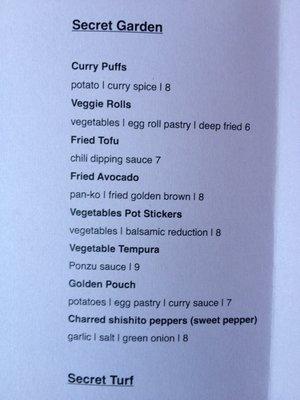 Secret Garden
Curry Puffs
potato | curry spice | 8
Veggie Rolls
vegetables | egg roll pastry | deep fried 6
Fried Tofu
chili dipping sauce 7
Fried Avocado
pan-ko | fried golden brown | 8
Vegetables Pot Stickers
vegetables | balsamic reduction | 8
Vegetable Tempura
Ponzu sauce | 9
Golden Pouch
potatoes | egg pastry | curry sauce | 7
Charred shishito peppers (sweet pepper)
garlic | salt | green onion | 8
Secret Turf